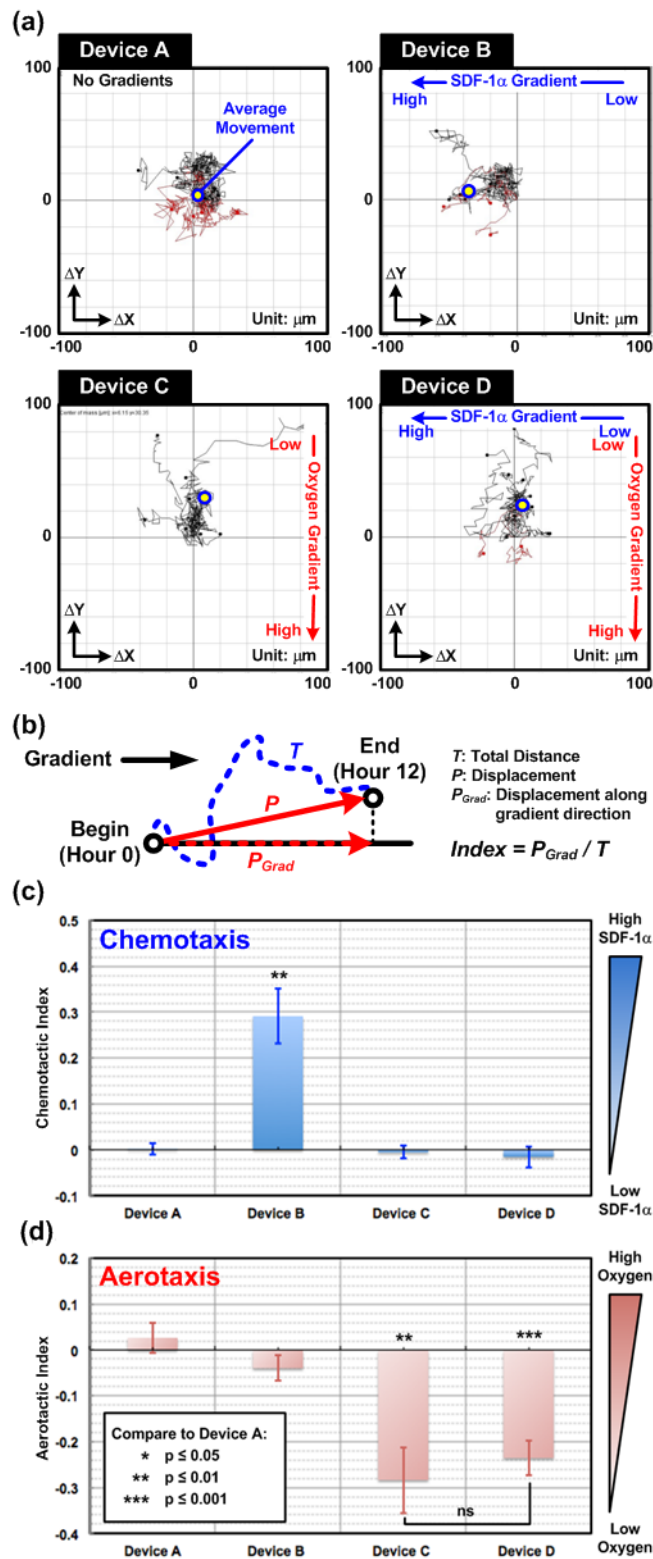 (a)
Device A
No Gradients
Average
Movement
100
0
-100
ΔY
ΔX
Unit: μm
-100
0
100
Device B
SDF-1α Gradient
High
Low
100
0
-100
ΔY
ΔX
Unit: μm
-100
0
100
Device C
Low
Oxygen Gradient
High
100
0
-100
ΔY
ΔX
Unit: μm
-100
0
100
Device D
SDF-1α Gradient
High
Low
Low
Oxygen Gradient
High
100
0
-100
ΔY
ΔX
Unit: μm
-100
0
100
(b)
Gradient
T
End
(Hour 12)
P
Begin
(Hour 0)
PGrad
T: Total Distance
P: Displacement
PGrad: Displacement along
gradient direction
Index = PGrad / T
(c)
Chemotaxis
Chemotactic Index
0.5
0.4
0.3
0.2
0.1
0
-0.1
**
Device A
Device B
Device C
Device D
High
SDF-1α
Low
SDF-1α
(d)
Aerotaxis
Aerotactic Index
0.2
0.1
0
-0.1
-0.2
-0.3
-0.4
**
***
Compare to Device A:
* p ≤ 0.05
** p ≤ 0.01
*** p ≤ 0.001
ns
Device A
Device B
Device C
Device D
High
Oxygen
Low
Oxygen